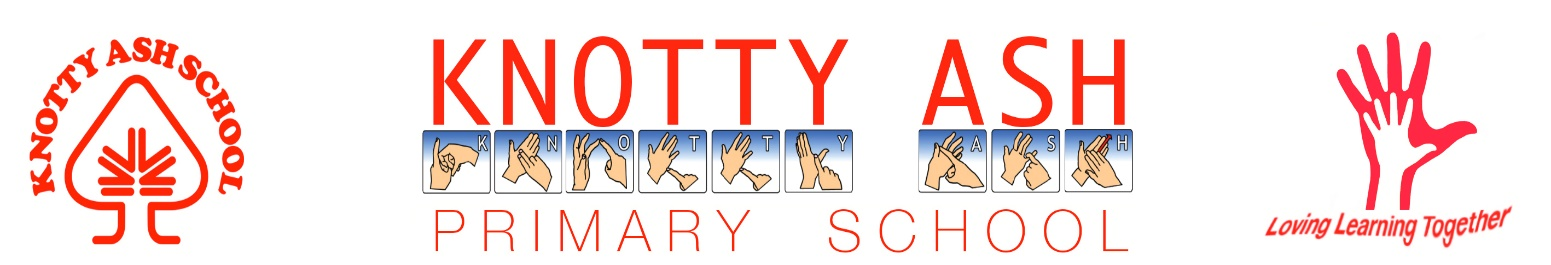 KNOTTY ASH SCHOOL
KNOTTY ASH
K N O T T Y A S H
PRIMARY SCHOOL
Loving Learning Together